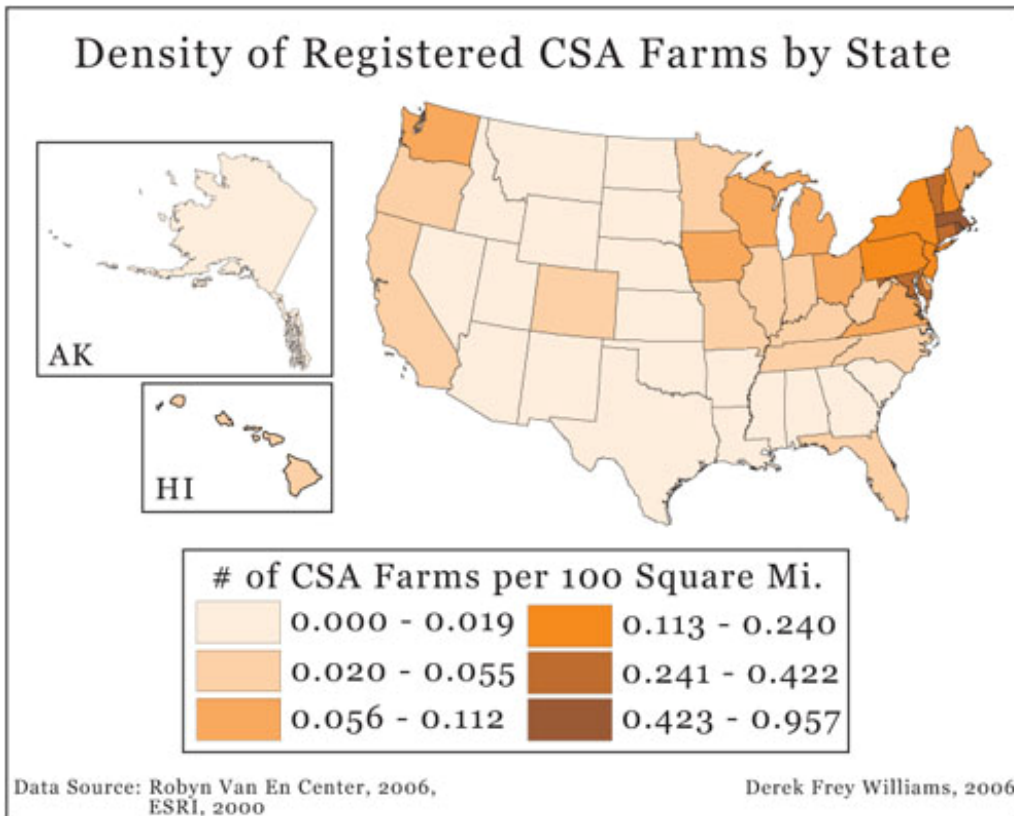 Density of Registered CSA Farms by State
AK
HI
# of CSA Farms per 100 Square Mi.
0.000 - 0.019
0.020 - 0.055
0.056 - 0.112
0.113 - 0.240
0.241 - 0.422
0.423 - 0.957
Data Source: Robyn Van En Center, 2006,
ESRI, 2000
Derek Frey Williams, 2006